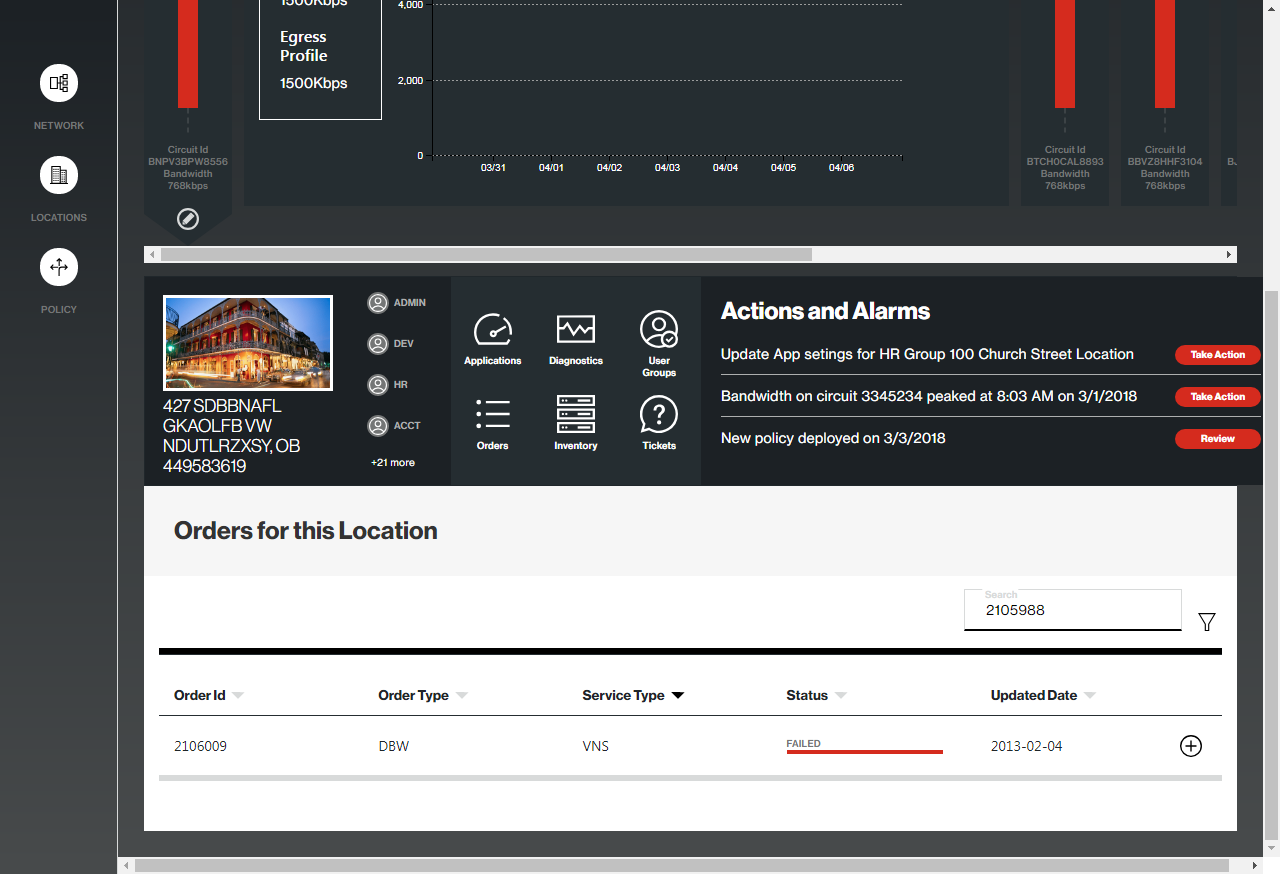 1500Kbps
Egress
Profile
1500Kbps
4,000
2,000
0
03/31 04/01 04/02 04/03 04/04 04/05 04/06
Circuit Id
BNPV3BPW8556
Bandwidth
768kbps
Circuit Id
BTCH0CAL8893
Bandwidth
768kbps
Circuit Id
BBVZ8HHF3104
Bandwidth
768kbps
NETWORK
LOCATIONS
POLICY
427 SDBBNAFL
GKAOLFB VW
NDUTLRZXSY, OB
449583619
ADMIN
DEV
HR
ACCT
+21 more
Applications
Diagnostics
User
Groups
Orders
Inventory
Tickets
Actions and Alarms
Update App setings for HR Group 100 Church Street Location Take Action
Bandwidth on circuit 3345234 peaked at 8:03 AM on 3/1/2018 Take Action
New policy deployed on 3/3/2018 Review
Orders for this Location
Search
2105988
Order Id Order Type Service Type Status Updated Date
2106009 DBW VNS FAILED 2013-02-04